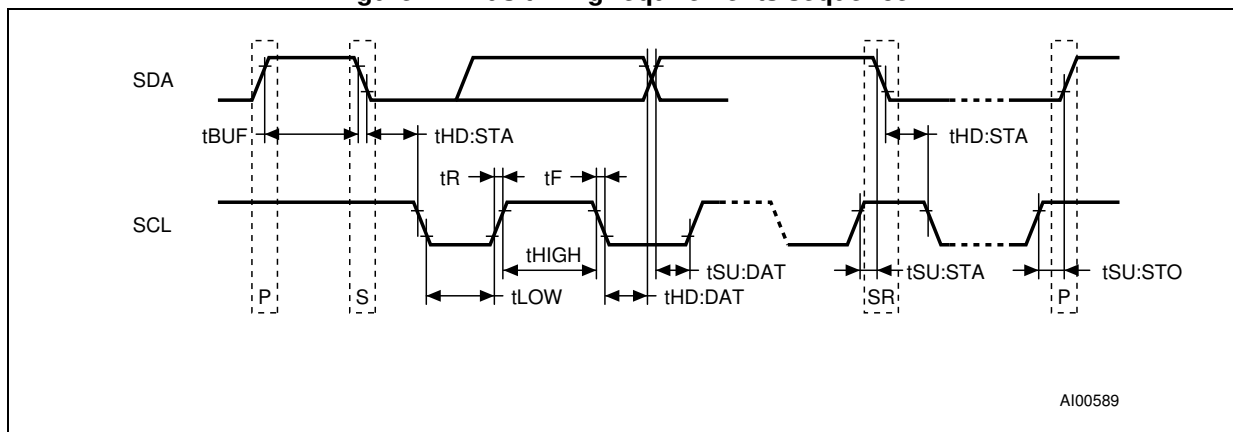 SDA
tBUF
tHD:STA
tHD:STA
tR
tF
SCL
tHIGH
tSU:DAT
tSU:STA
tSU:STO
P
S
tLOW
tHD:DAT
SR
P
AI00589